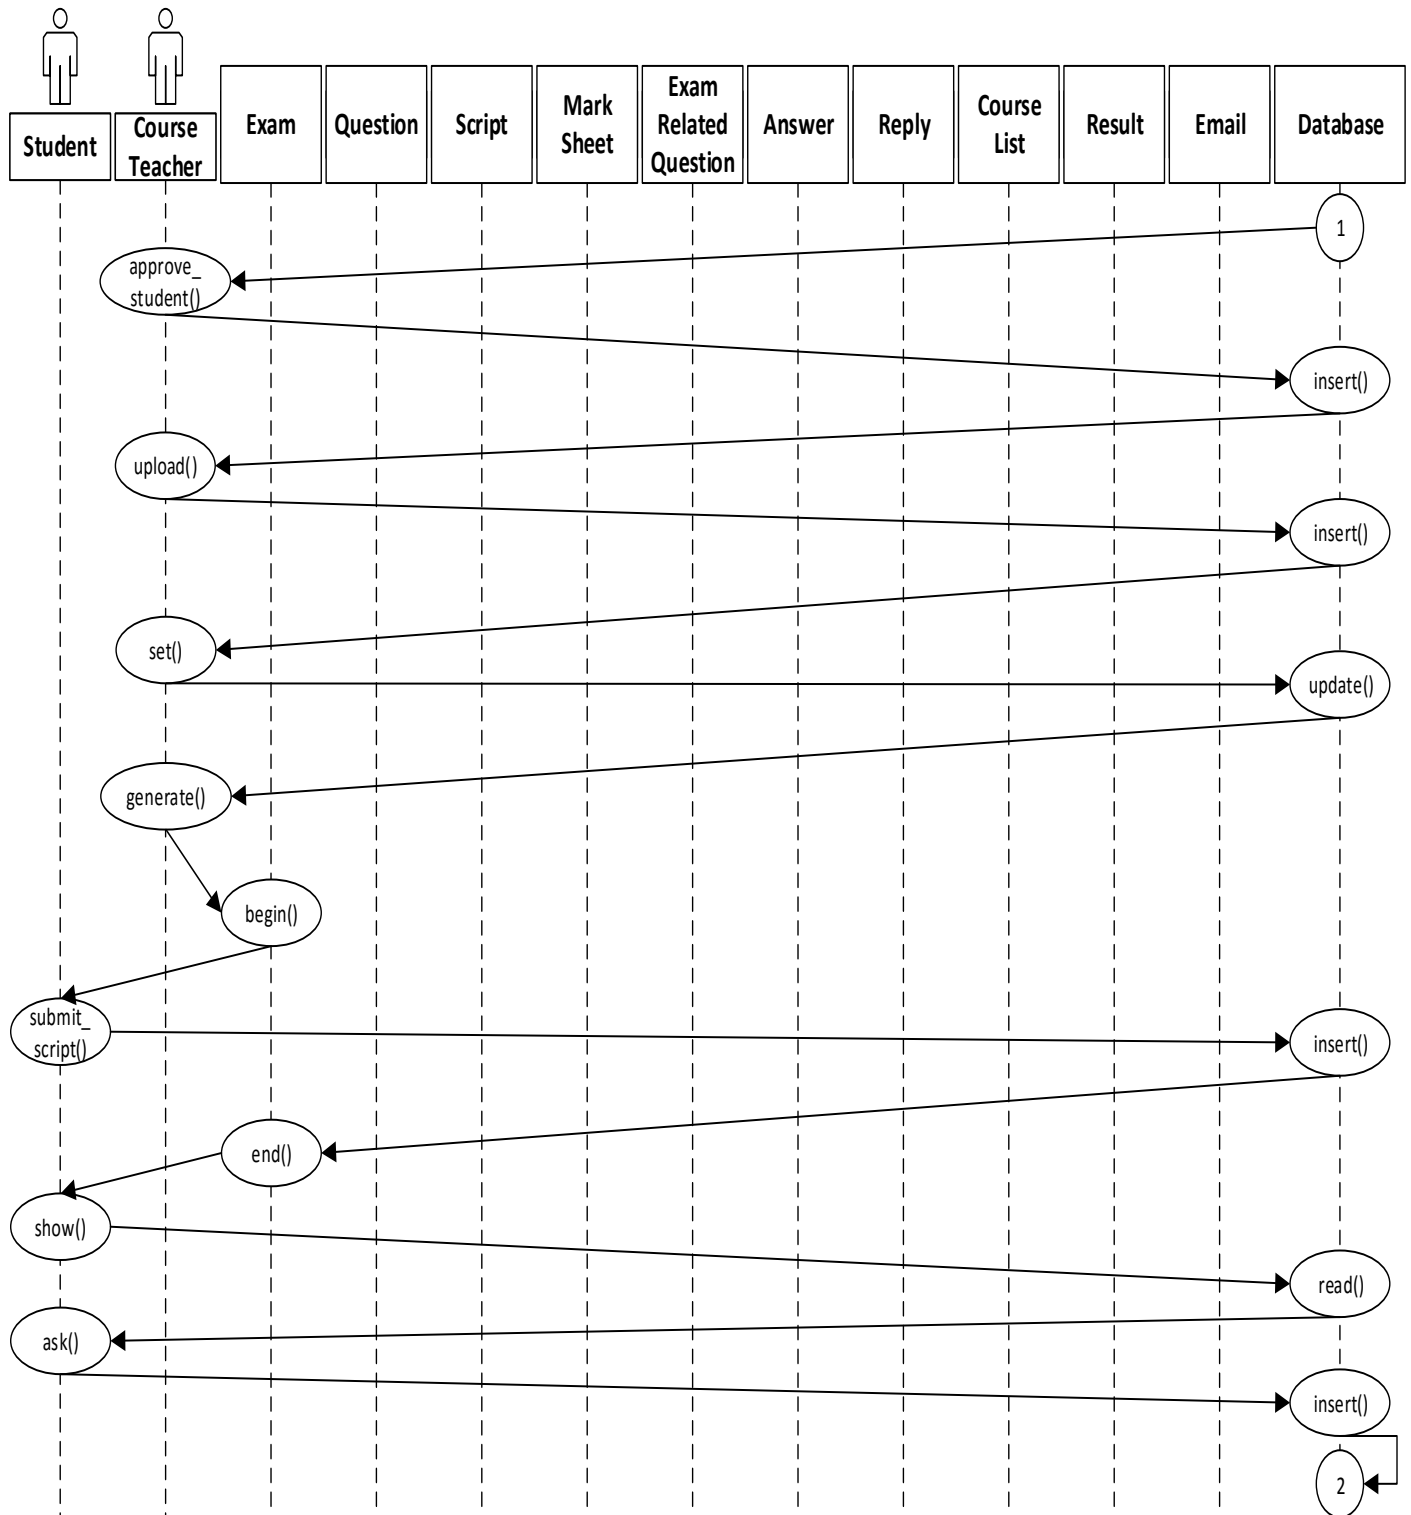 Student
Course
Teacher
Exam
Question
Script
Mark
Sheet
Exam
Related
Question
Answer
Reply
Course
List
Result
Email
Database
1
approve_
student()
insert()
upload()
insert()
set()
update()
generate()
begin()
submit_
script()
insert()
end()
show()
read()
ask()
insert()
2